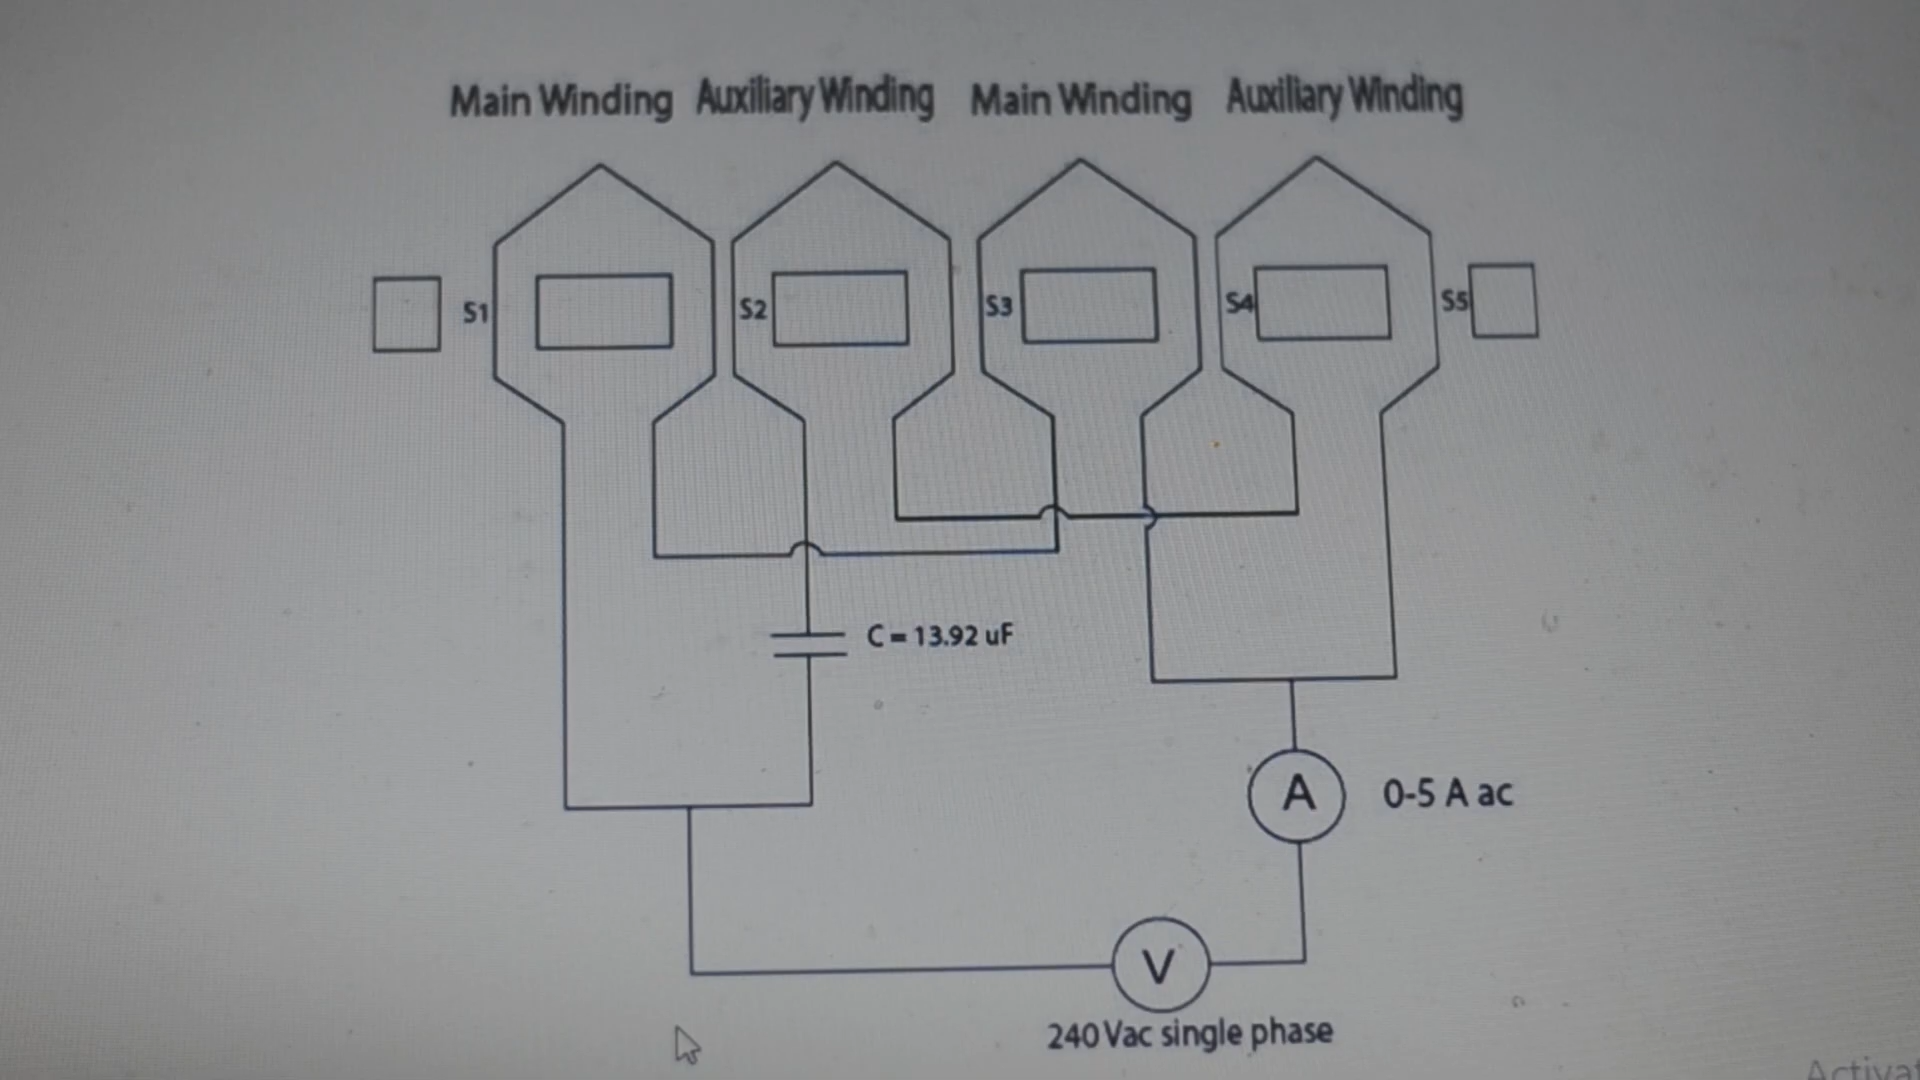 Main Winding Auxiliary Winding Main Winding Auxiliary Winding
S1 S2 S3 S4 S5
C = 13.92 uF
A 0-5 A ac
V
240 Vac single phase